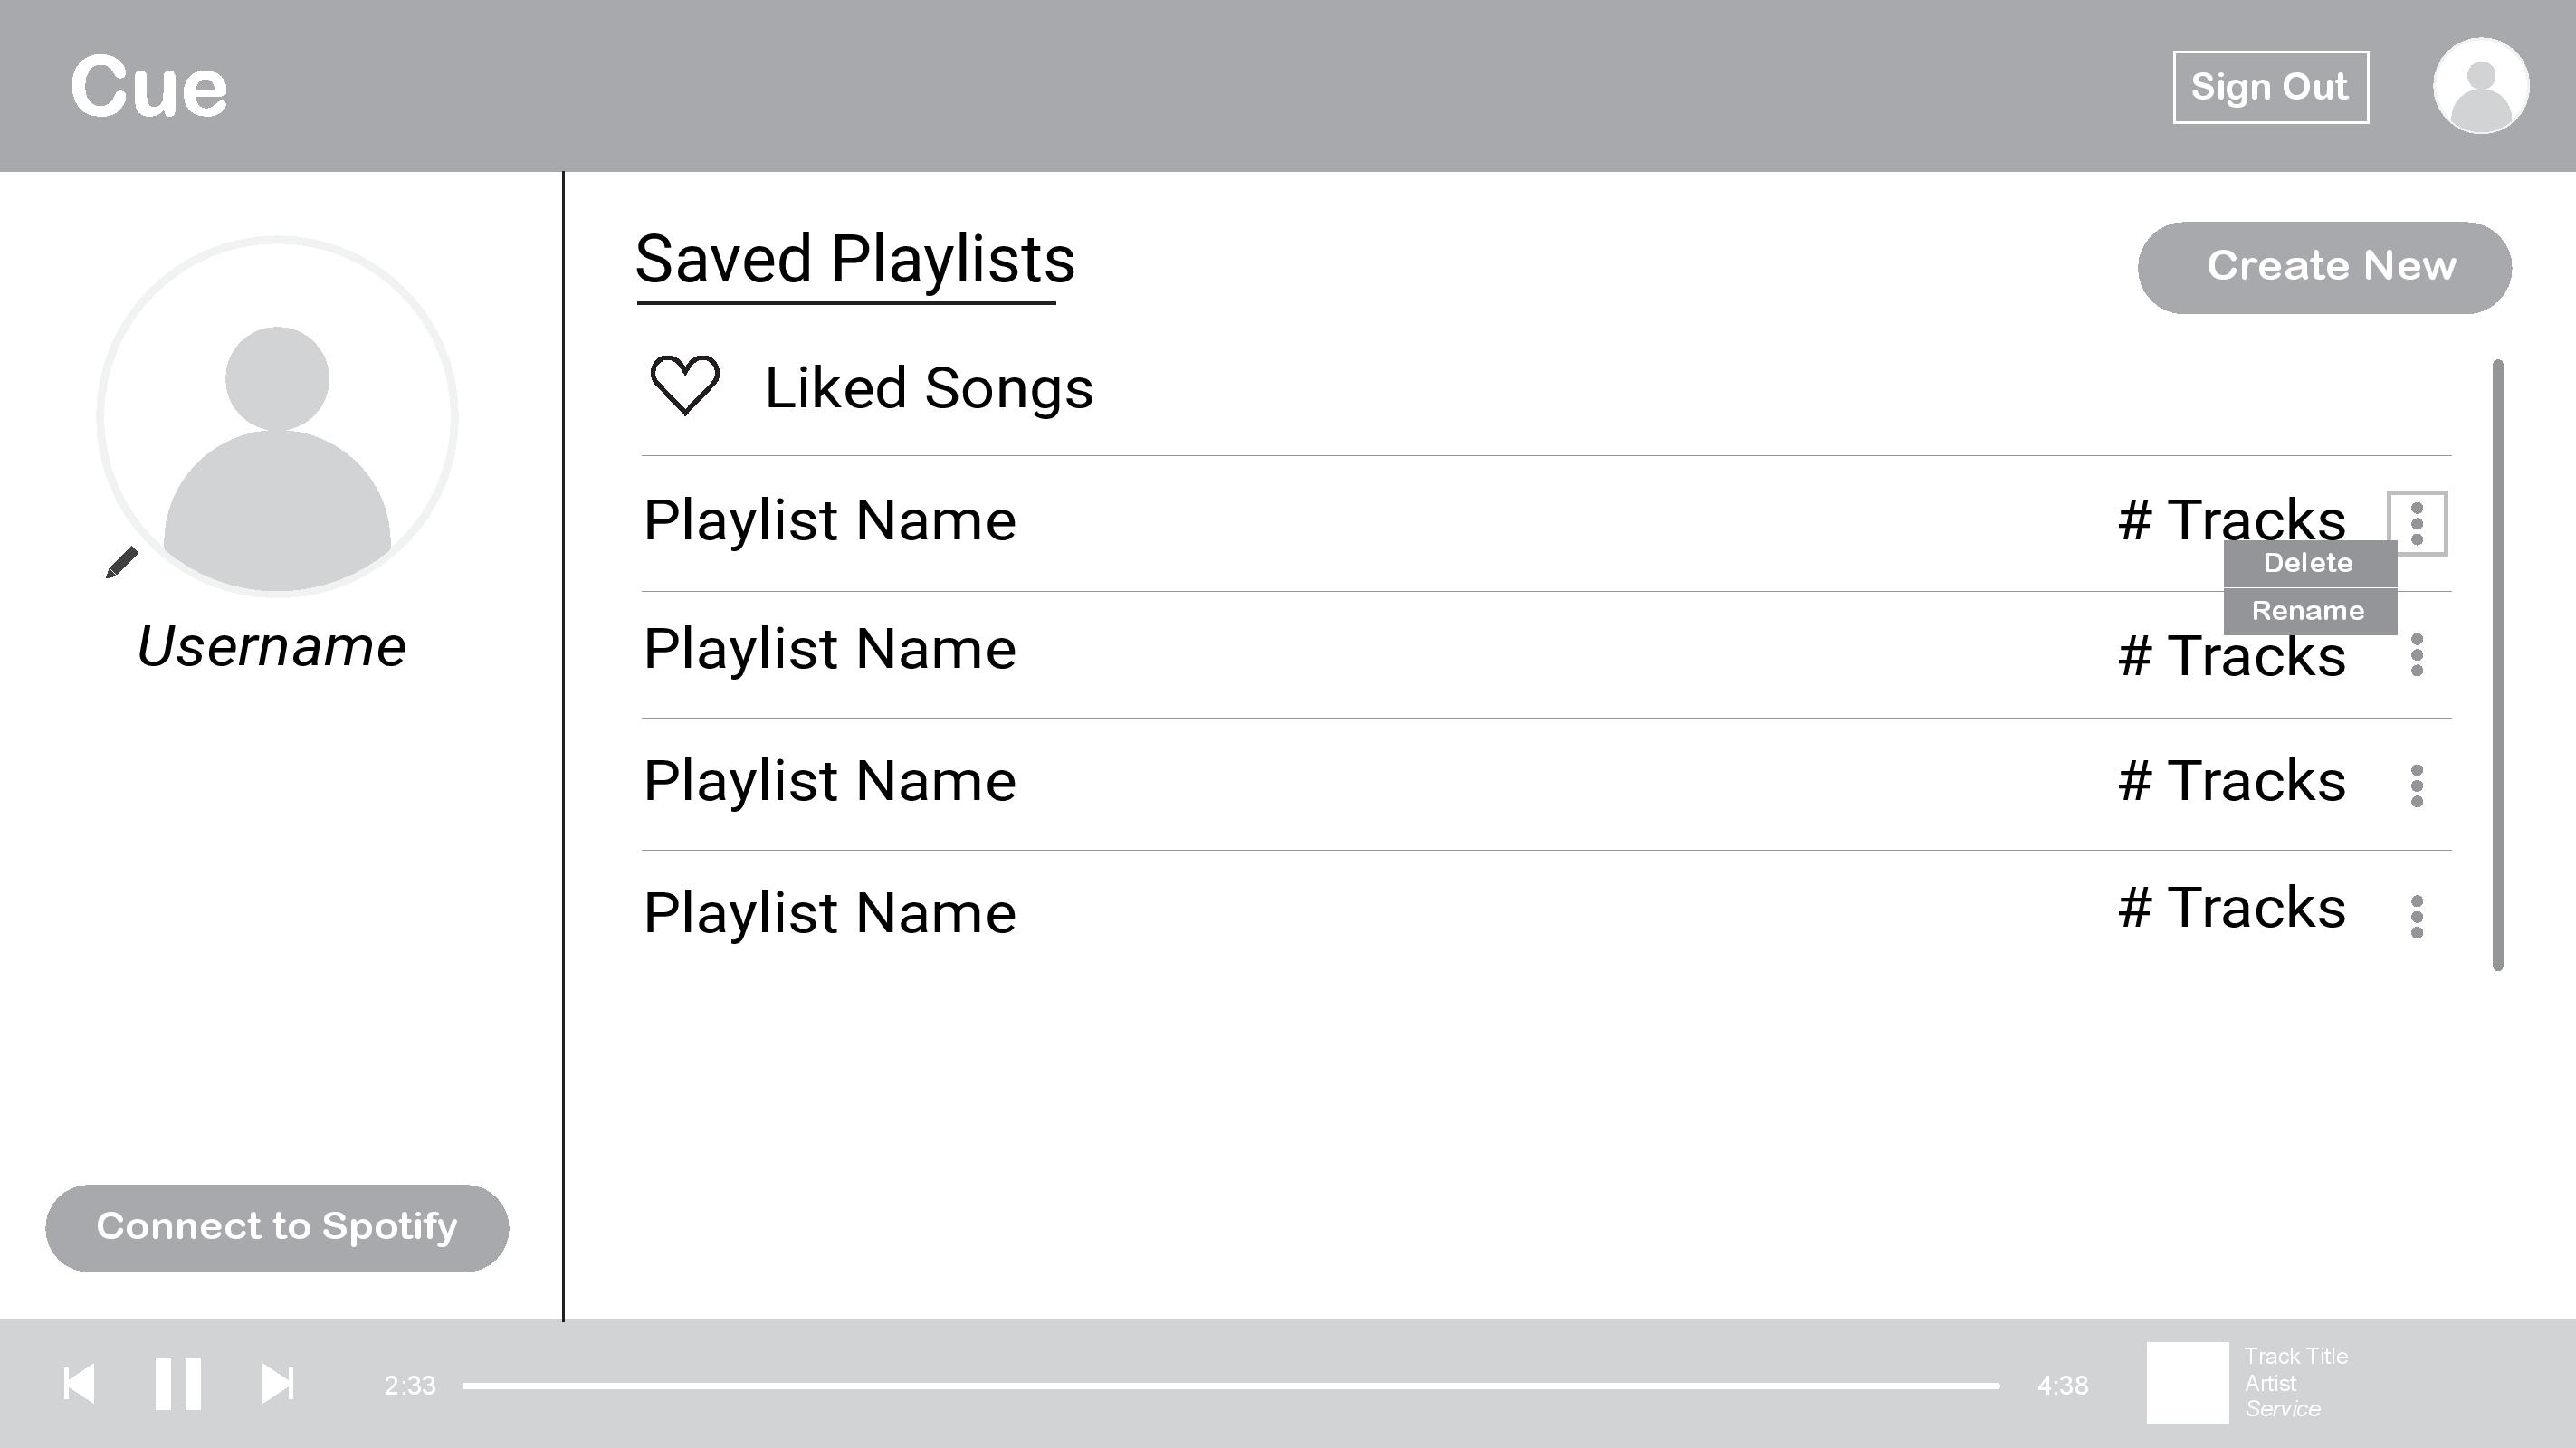 Cue
Sign Out
Saved Playlists
Create New
Liked Songs
Playlist Name # Tracks
Delete
Rename
Playlist Name # Tracks
Playlist Name # Tracks
Playlist Name # Tracks
Username
Connect to Spotify
2:33 4:38
Track Title
Artist
Service